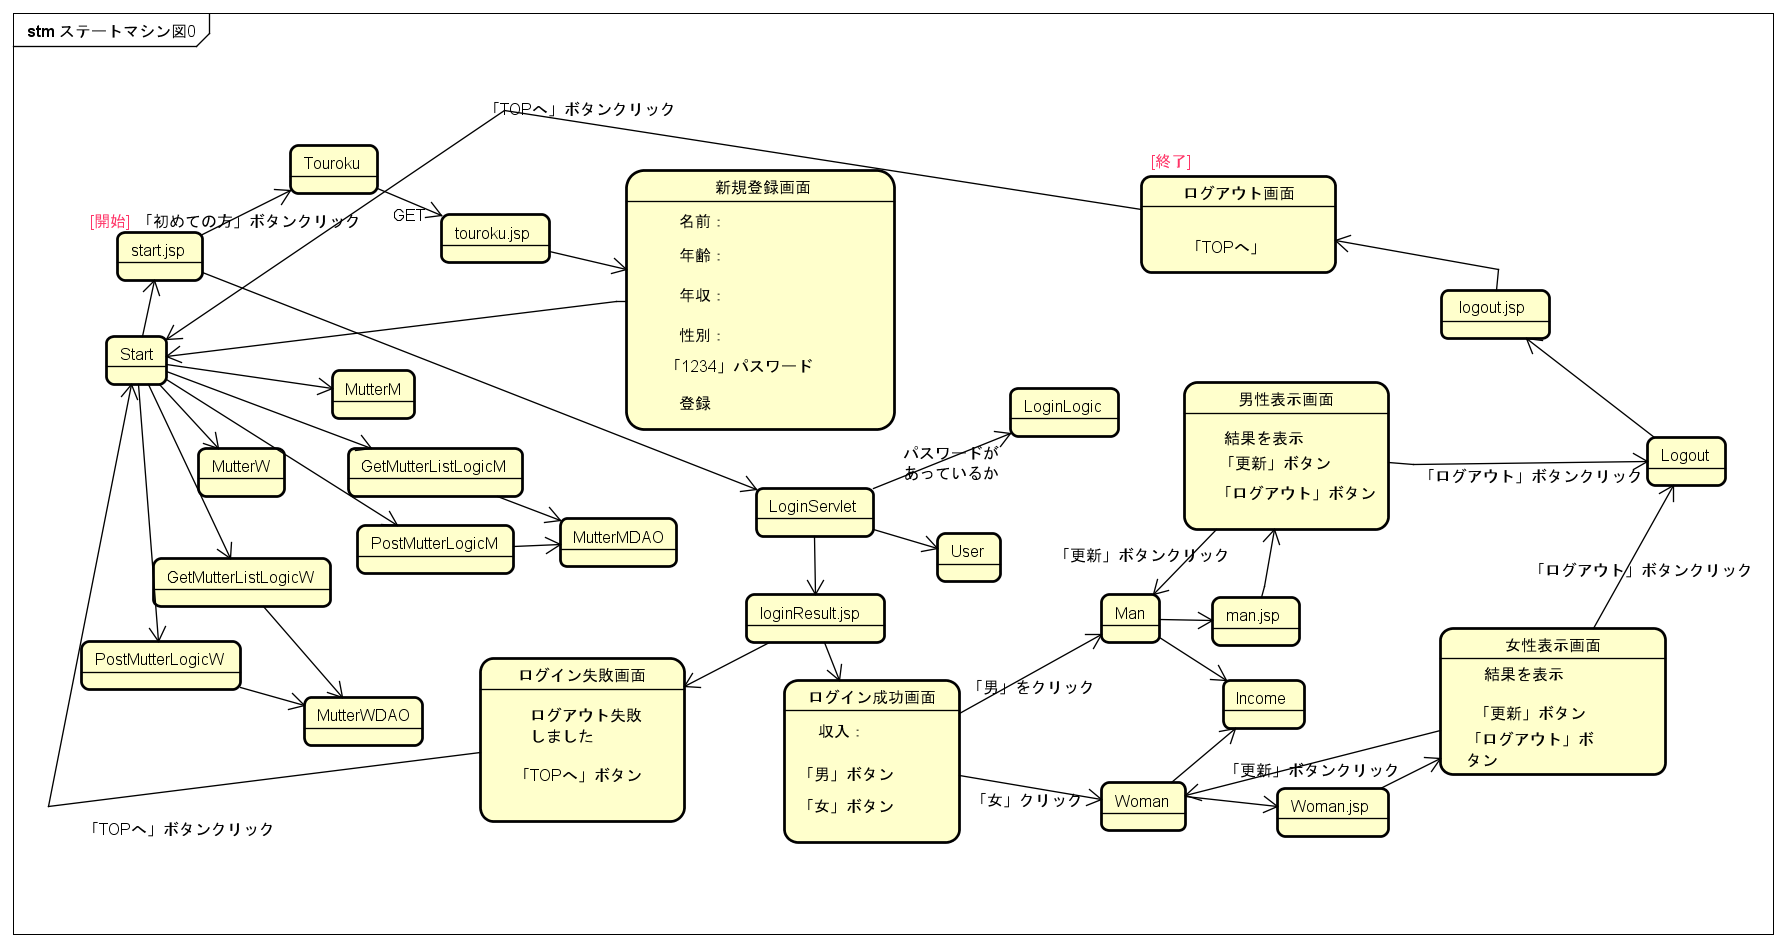 stm ステートマシン図0
「TOPへ」ボタンクリック
Touroku
[終了]
ログアウト画面
「TOPへ」
新規登録画面
名前：
年齢：
年収：
性別：
「1234」パスワード
登録
GET
[開始]
「初めての方」ボタンクリック
start.jsp
touroku.jsp
logout.jsp
Start
MutterM
LoginLogic
男性表示画面
結果を表示
「更新」ボタン
「ログアウト」ボタン
パスワードが
あっているか
Logout
「ログアウト」ボタンクリック
MutterW
GetMutterListLogicM
LoginServlet
PostMutterLogicM
MutterMDAO
User
「更新」ボタンクリック
「ログアウト」ボタンクリック
GetMutterListLogicW
loginResult.jsp
Man
man.jsp
PostMutterLogicW
女性表示画面
結果を表示
「更新」ボタン
「ログアウト」ボ
タン
ログイン失敗画面
ログアウト失敗
しました
「TOPへ」ボタン
ログイン成功画面
収入：
「男」ボタン
「女」ボタン
「男」をクリック
Income
MutterWDAO
「更新」ボタンクリック
「女」クリック
Woman
Woman.jsp
「TOPへ」ボタンクリック